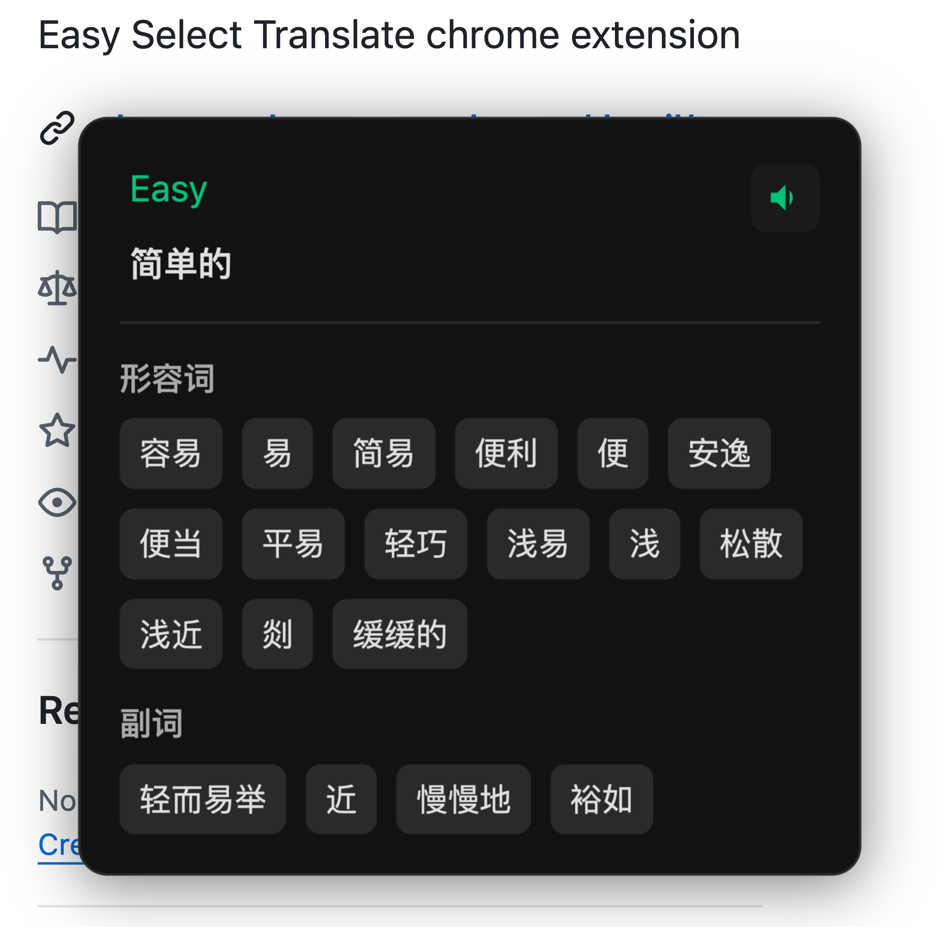 Easy Select Translate chrome extension
Easy
简单的
形容词
容易 易 简易 便利 便 安逸
便当 平易 轻巧 浅易 浅 松散
浅近 剡 缓缓的
副词
轻而易举 近 慢慢地 裕如
Re
No
Cre